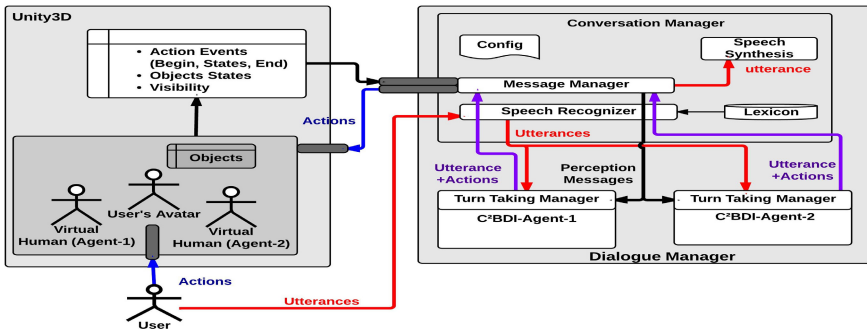 Unity3D
• Action Events
(Begin, States, End)
• Objects States
• Visibility
Actions
Objects
User's Avatar
Virtual
Human (Agent-1)
Virtual
Human (Agent-2)
Actions
User
Utterances
Conversation Manager
Config
Speech
Synthesis
utterance
Message Manager
Speech Recognizer
Lexicon
Utterances
Utterance
+Actions
Perception
Messages
Utterance
+Actions
Turn Taking Manager
C²BDI-Agent-1
Turn Taking Manager
C²BDI-Agent-2
Dialogue Manager